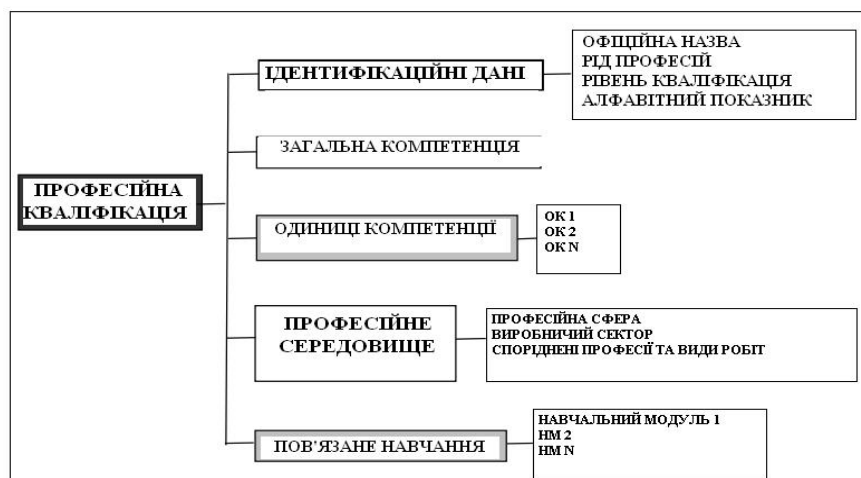 ІДЕНТИФІКАЦІЙНІ ДАНІ
ОФІЦІЙНА НАЗВА
РІД ПРОФЕСІЙ
РІВЕНЬ КВАЛІФІКАЦІЯ
АЛФАВІТНИЙ ПОКАЗНИК
ЗАГАЛЬНА КОМПЕТЕНЦІЯ
ПРОФЕСІЙНА
КВАЛІФІКАЦІЯ
ОДИНИЦІ КОМПЕТЕНЦІЇ
ОК 1
ОК 2
ОК N
ПРОФЕСІЙНЕ
СЕРЕДОВИЩЕ
ПРОФЕСІЙНА СФЕРА
ВИРОБНИЧИЙ СЕКТОР
СПОРІДНЕНІ ПРОФЕСІЇ ТА ВИДИ РОБІТ
ПОВ'ЯЗАНЕ НАВЧАННЯ
НАВЧАЛЬНИЙ МОДУЛЬ 1
НМ 2
НМ N